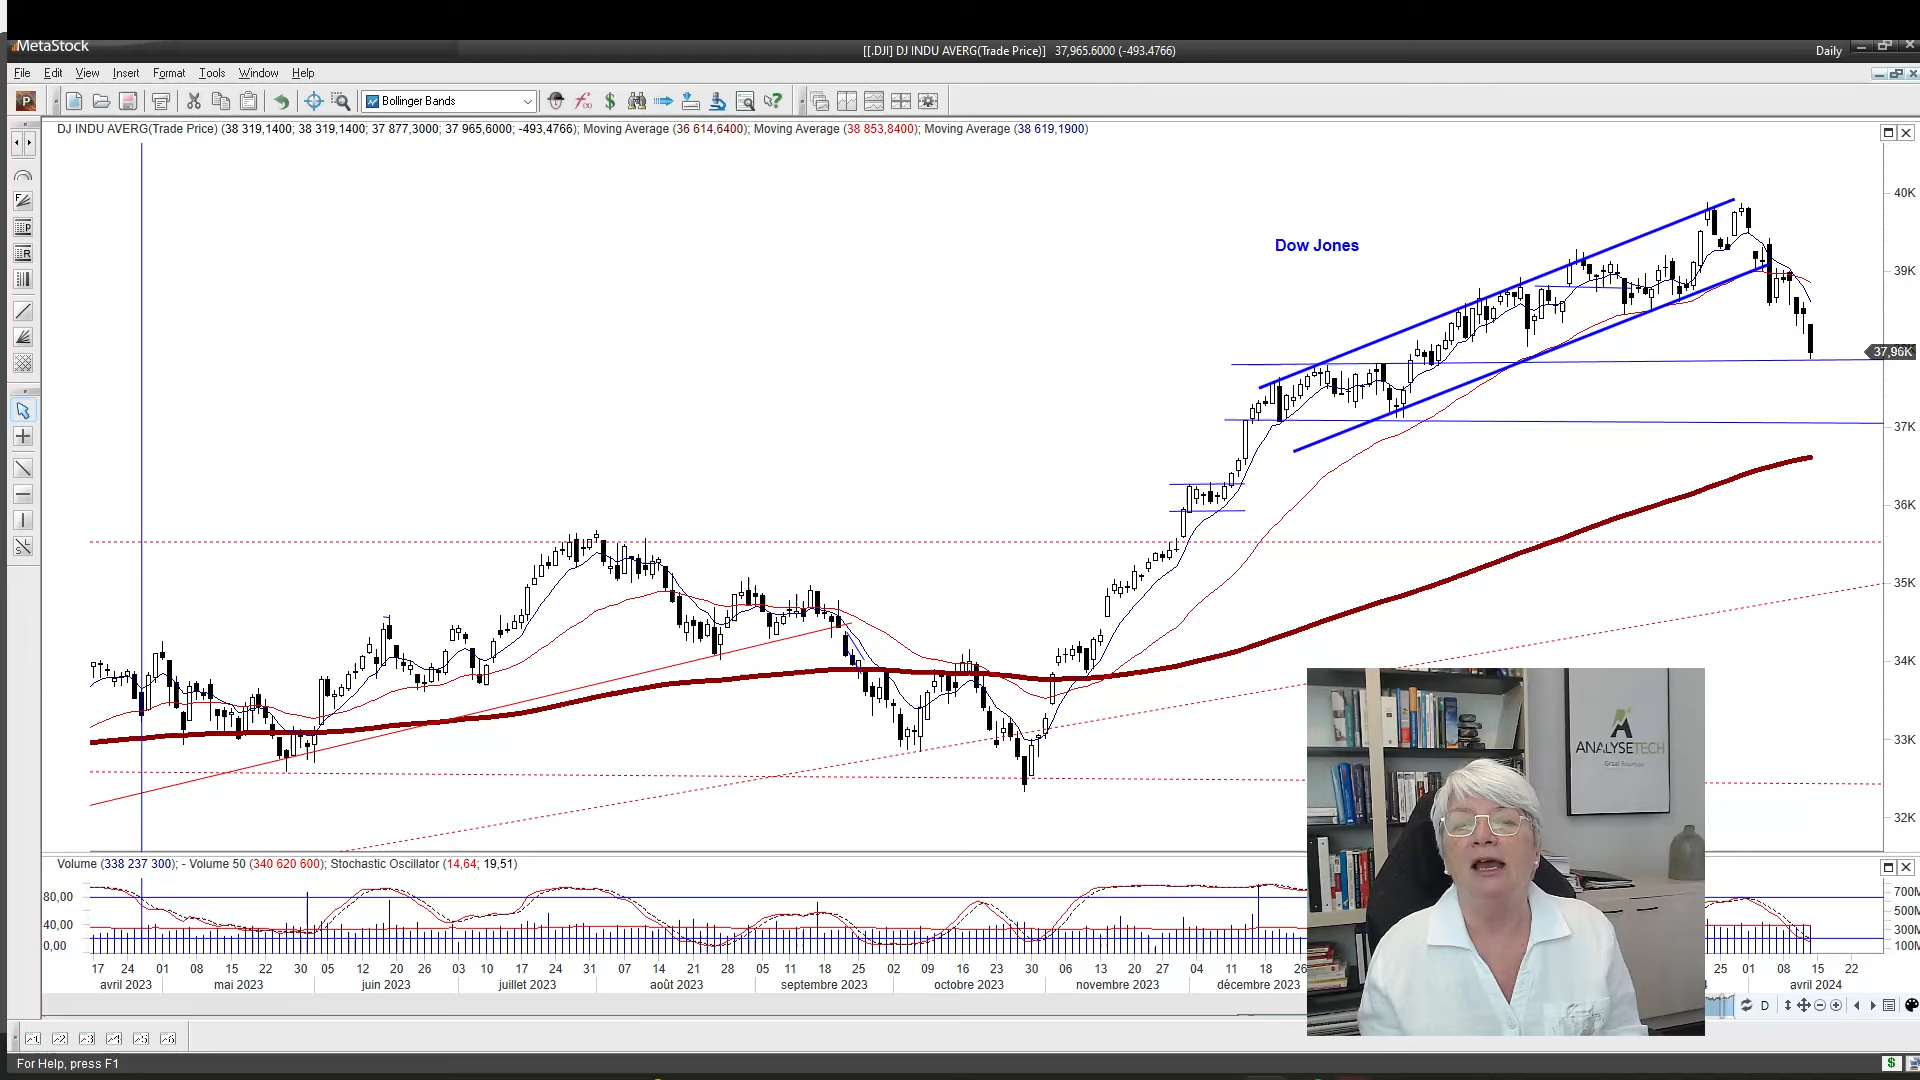 MetaStock
[[.DJI] DJ INDU AVERG(Trade Price)] 37,965.6000 (-493.4766)
Daily
File Edit View Insert Format Tools Window Help
Bollinger Bands
DJ INDU AVERG(Trade Price) (38 319,1400; 38 319,1400; 37 877,3000; 37 965,6000; -493,4766); Moving Average (36 614,6400); Moving Average (38 853,8400); Moving Average (38 619,1900)
40K
Dow Jones
39K
37,96K
37K
36K
35K
34K
33K
32K
ANALYSETECH
Volume (338 237 300); - Volume 50 (340 620 600); Stochastic Oscillator (14,64; 19,51)
80,00
40,00
0,00
700M
500M
300M
100M
17 24 01 08 15 22 30 05 12 20 26 03 10 17 24 31 07 14 21 28 05 11 18 25 02 09 16 23 30 06 13 20 27 04 11 18 26 25 01 08 15 22
avril 2023 mai 2023 juin 2023 juillet 2023 août 2023 septembre 2023 octobre 2023 novembre 2023 décembre 2023 avril 2024
D
For Help, press F1